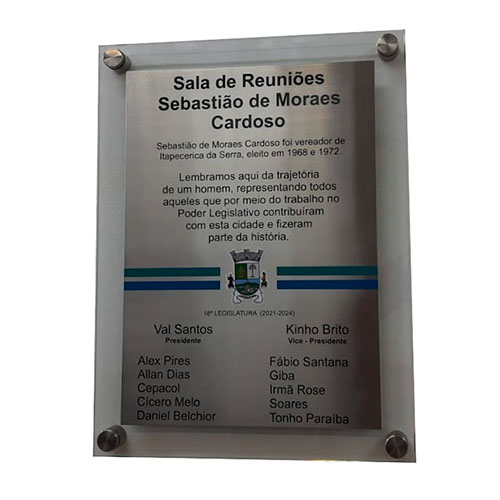 Sala de Reuniões
Sebastião de Moraes
Cardoso
Sebastião de Moraes Cardoso foi vereador de
Itapecerica da Serra, eleito em 1968 e 1972.
Lembramos aqui da trajetória
de um homem, representando todos
aqueles que por meio do trabalho no
Poder Legislativo contribuíram
com esta cidade e fizeram
parte da história.
18ª LEGISLATURA (2021-2024)
Val Santos
Presidente
Kinho Brito
Vice - Presidente
Alex Pires
Allan Dias
Cepacol
Cícero Melo
Daniel Belchior
Fábio Santana
Giba
Irmã Rose
Soares
Tonho Paraíba